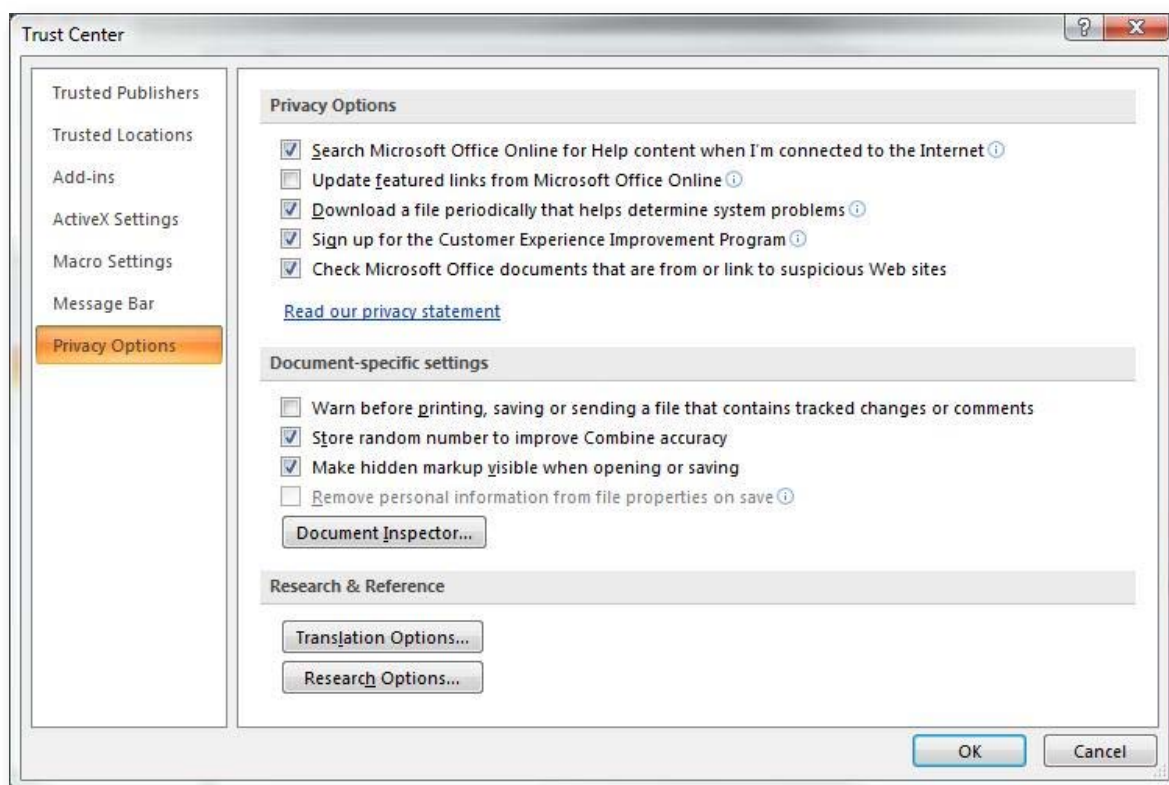 Trust Center
Trusted Publishers
Trusted Locations
Add-ins
ActiveX Settings
Macro Settings
Message Bar
Privacy Options
Privacy Options
Search Microsoft Office Online for Help content when I'm connected to the Internet
Update featured links from Microsoft Office Online
Download a file periodically that helps determine system problems
Sign up for the Customer Experience Improvement Program
Check Microsoft Office documents that are from or link to suspicious Web sites
Read our privacy statement
Document-specific settings
Warn before printing, saving or sending a file that contains tracked changes or comments
Store random number to improve Combine accuracy
Make hidden markup visible when opening or saving
Remove personal information from file properties on save
Document Inspector...
Research & Reference
Translation Options...
Research Options...
OK Cancel